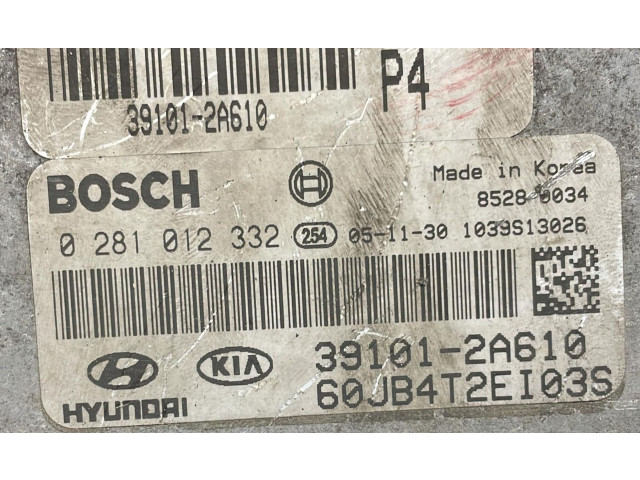 P4
39101-2A610
BOSCH
Made in Korea
8528 0034
0 281 012 332 254 05-11-30 1039S13026
39101-2A610
HYUNDAI KIA
60JB4T2EI03S